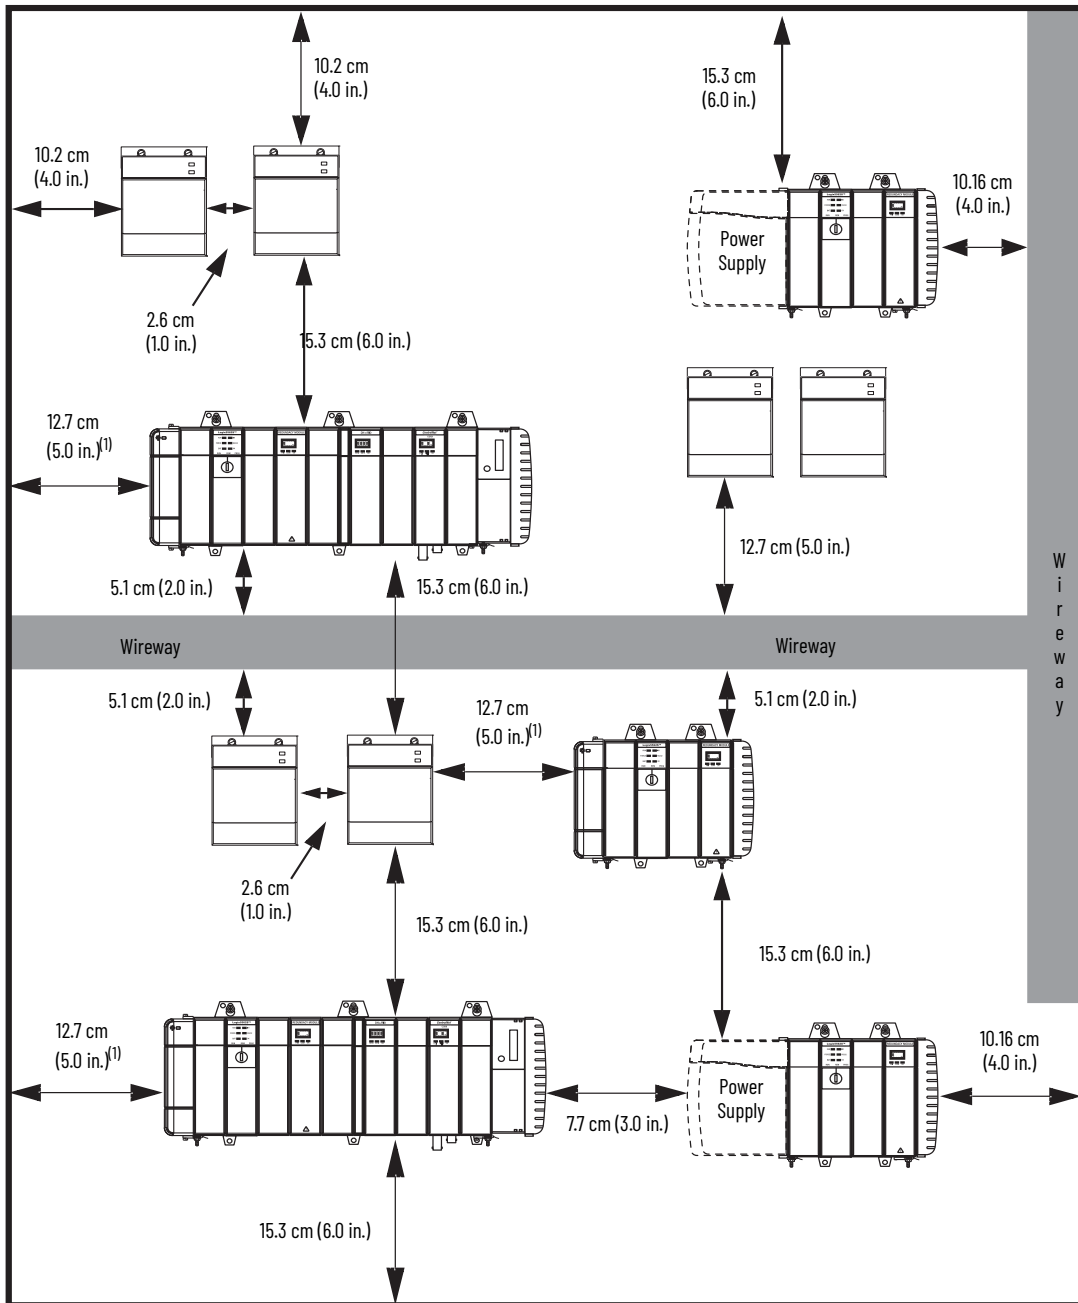 10.2 cm
(4.0 in.)
15.3 cm
(6.0 in.)
10.2 cm
(4.0 in.)
10.16 cm
(4.0 in.)
Power
Supply
2.6 cm
(1.0 in.)
15.3 cm (6.0 in.)
12.7 cm
(5.0 in.)(1)
12.7 cm (5.0 in.)
5.1 cm (2.0 in.)
15.3 cm (6.0 in.)
Wireway
Wireway
Wireway
5.1 cm (2.0 in.)
12.7 cm
(5.0 in.)(1)
5.1 cm (2.0 in.)
2.6 cm
(1.0 in.)
15.3 cm (6.0 in.)
15.3 cm (6.0 in.)
12.7 cm
(5.0 in.)(1)
10.16 cm
(4.0 in.)
Power
Supply
7.7 cm (3.0 in.)
15.3 cm (6.0 in.)